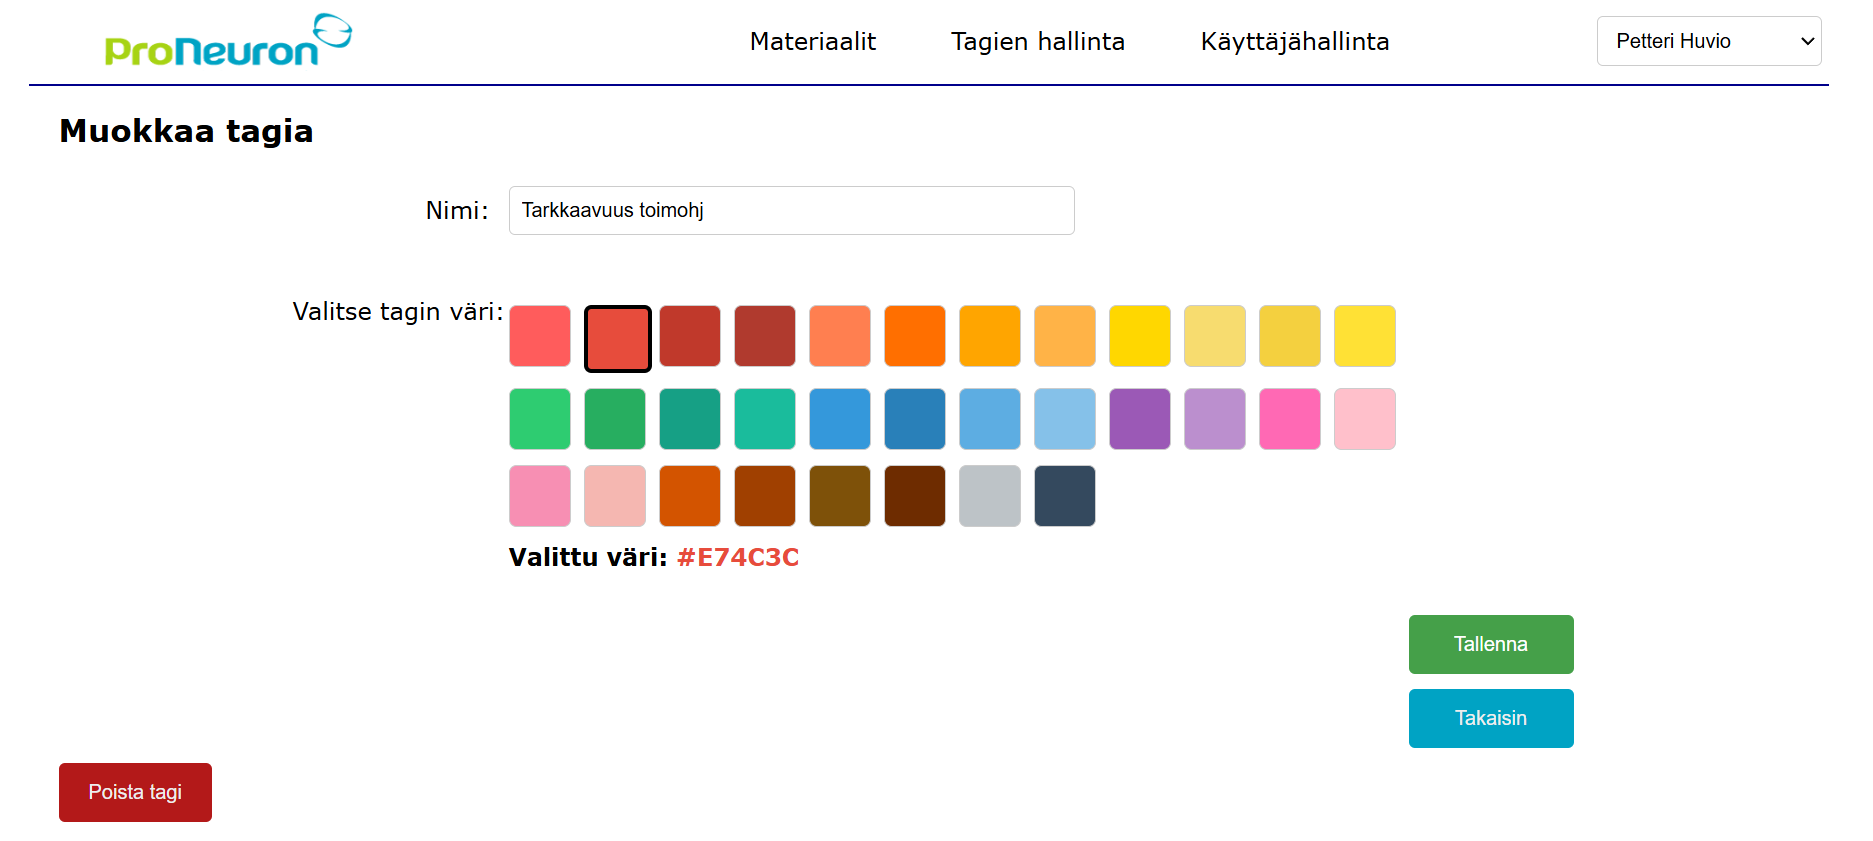 ProNeuron
Materiaalit
Tagien hallinta
Käyttäjähallinta
Petteri Huvio
Muokkaa tagia
Nimi:
Tarkkaavuus toimohj
Valitse tagin väri:
Valittu väri: #E74C3C
Tallenna
Takaisin
Poista tagi